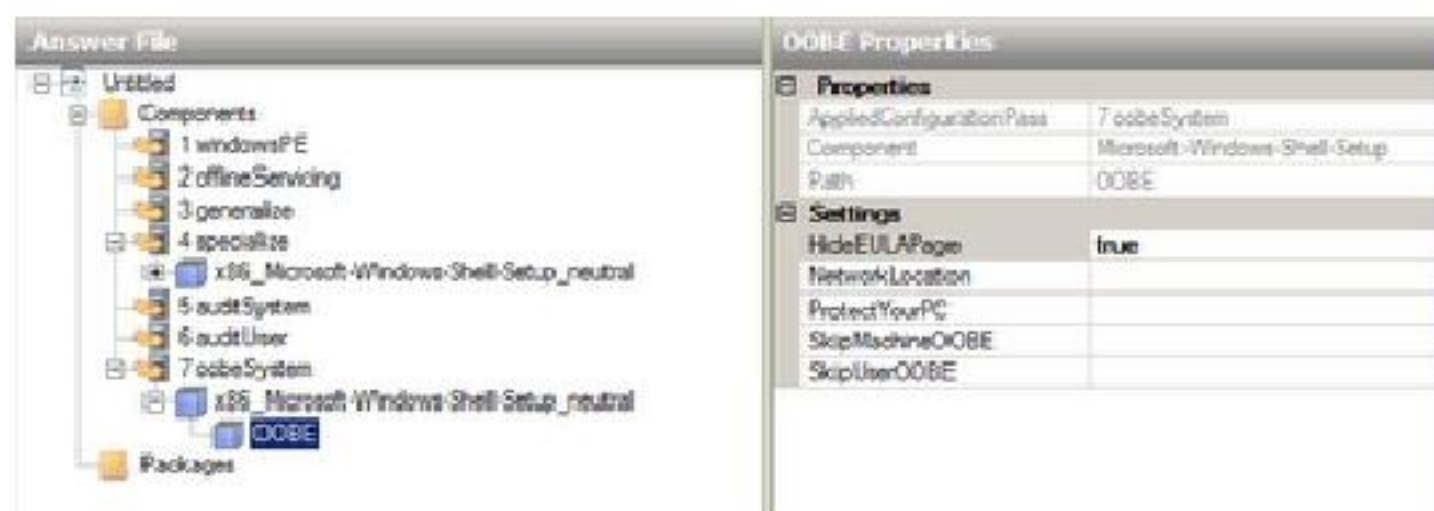 Answer File
Untitled
Components
1 windowsPE
2 offlineServicing
3 generalize
4 specialize
x86_Microsoft-Windows-Shell-Setup_neutral
5 auditSystem
6 auditUser
7 oobeSystem
x86_Microsoft-Windows-Shell-Setup_neutral
OOBE
Packages
OOBE Properties
Properties
AppliedConfigurationPass 7 oobeSystem
Component Microsoft-Windows-Shell-Setup
Path OOBE
Settings
HideEULAPage true
NetworkLocation
ProtectYourPC
SkipMachineOOBE
SkipUserOOBE